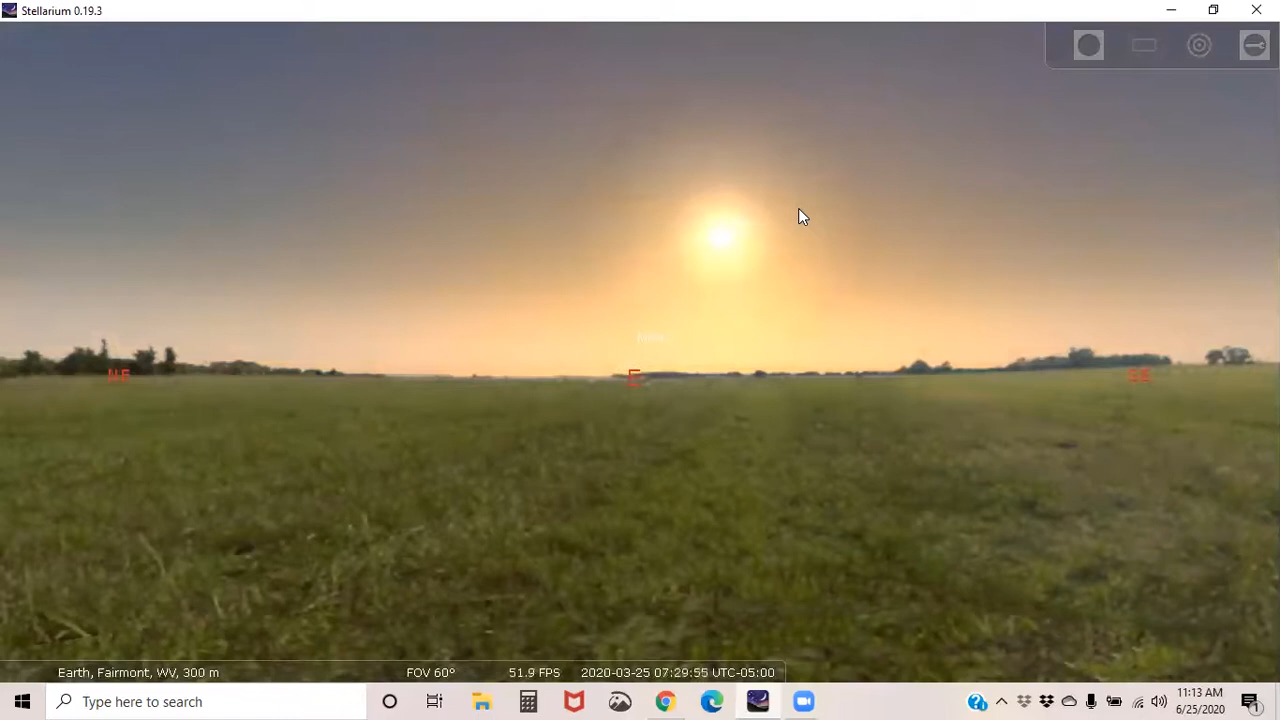 Stellarium 0.19.3
NE
E
SE
Earth, Fairmont, WV, 300 m
FOV 60°
51.9 FPS
2020-03-25 07:29:55 UTC-05:00
Type here to search
11:13 AM
6/25/2020
1